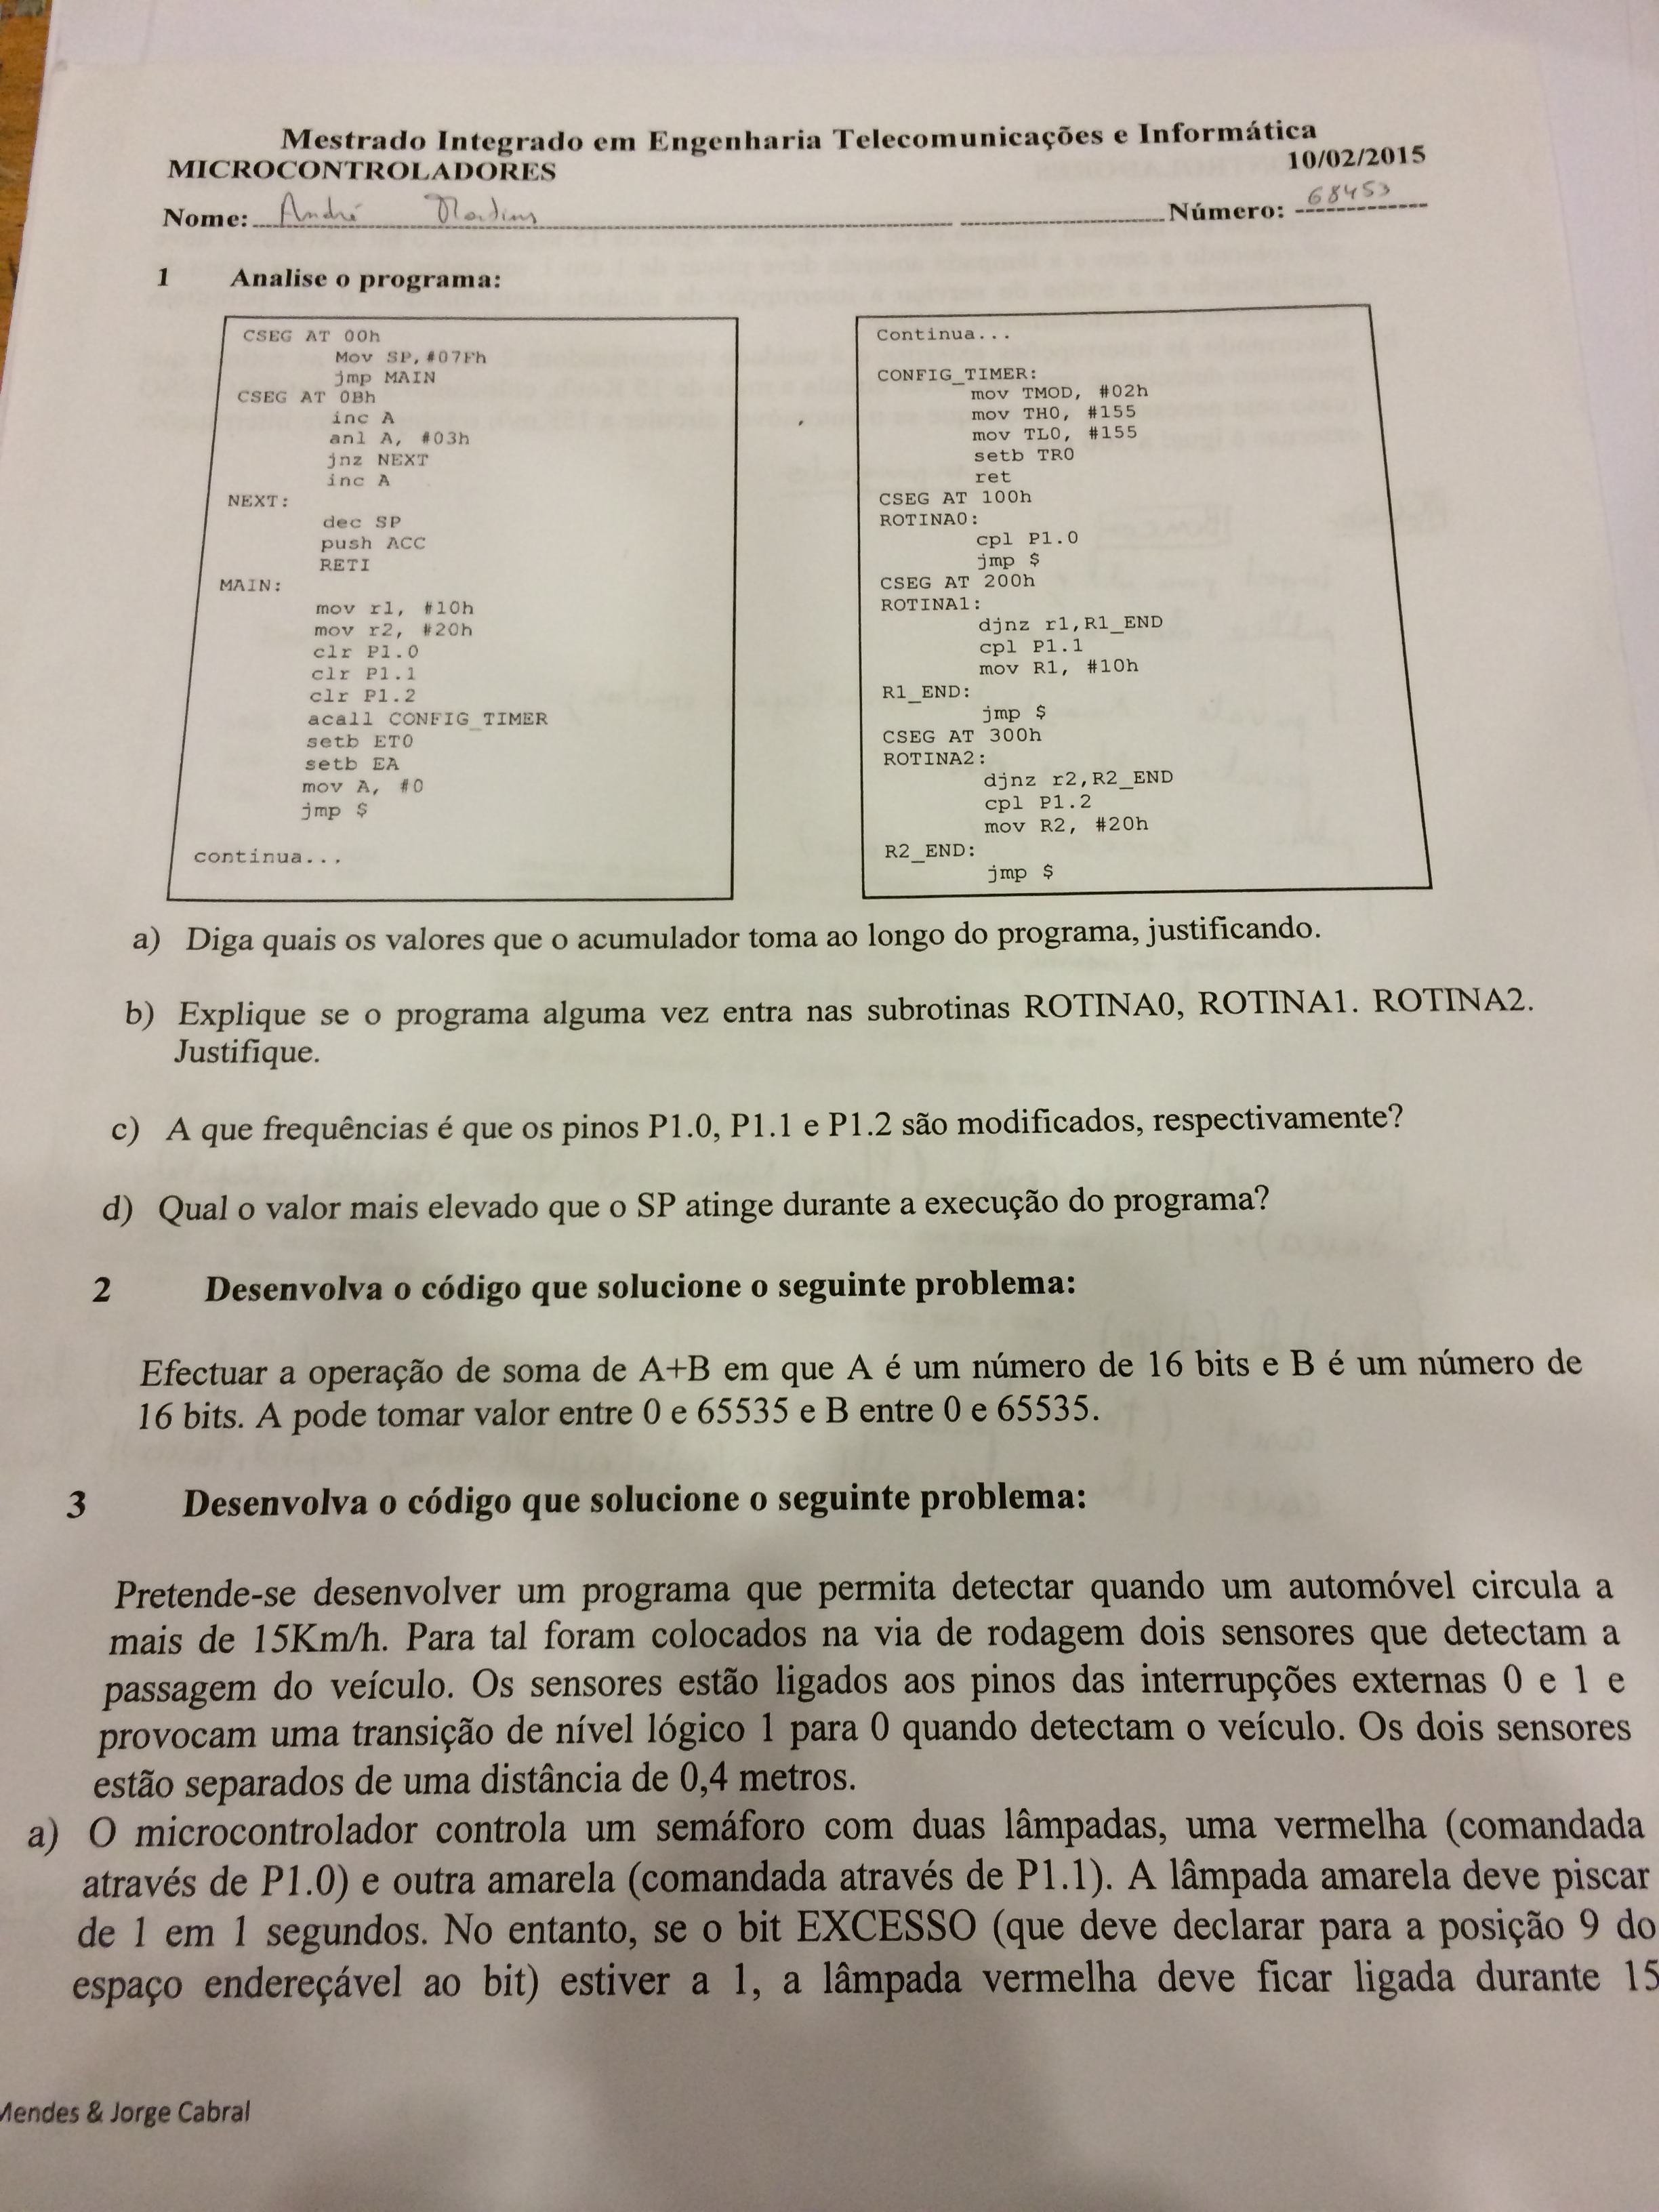 Mestrado Integrado em Engenharia Telecomunicações e Informática
MICROCONTROLADORES 10/02/2015
Nome: André Martins Número: 68453
1 Analise o programa:
CSEG AT 00h
Mov SP,#07Fh
jmp MAIN
CSEG AT 0Bh
inc A
anl A, #03h
jnz NEXT
inc A
NEXT:
dec SP
push ACC
RETI
MAIN:
mov r1, #10h
mov r2, #20h
clr P1.0
clr P1.1
clr P1.2
acall CONFIG_TIMER
setb ET0
setb EA
mov A, #0
jmp $
continua...
Continua...
CONFIG_TIMER:
mov TMOD, #02h
mov TH0, #155
mov TL0, #155
setb TR0
ret
CSEG AT 100h
ROTINA0:
cpl P1.0
jmp $
CSEG AT 200h
ROTINA1:
djnz r1,R1_END
cpl P1.1
mov R1, #10h
R1_END:
jmp $
CSEG AT 300h
ROTINA2:
djnz r2,R2_END
cpl P1.2
mov R2, #20h
R2_END:
jmp $
a) Diga quais os valores que o acumulador toma ao longo do programa, justificando.
b) Explique se o programa alguma vez entra nas subrotinas ROTINA0, ROTINA1. ROTINA2.
Justifique.
c) A que frequências é que os pinos P1.0, P1.1 e P1.2 são modificados, respectivamente?
d) Qual o valor mais elevado que o SP atinge durante a execução do programa?
2 Desenvolva o código que solucione o seguinte problema:
Efectuar a operação de soma de A+B em que A é um número de 16 bits e B é um número de
16 bits. A pode tomar valor entre 0 e 65535 e B entre 0 e 65535.
3 Desenvolva o código que solucione o seguinte problema:
Pretende-se desenvolver um programa que permita detectar quando um automóvel circula a
mais de 15Km/h. Para tal foram colocados na via de rodagem dois sensores que detectam a
passagem do veículo. Os sensores estão ligados aos pinos das interrupções externas 0 e 1 e
provocam uma transição de nível lógico 1 para 0 quando detectam o veículo. Os dois sensores
estão separados de uma distância de 0,4 metros.
a) O microcontrolador controla um semáforo com duas lâmpadas, uma vermelha (comandada
através de P1.0) e outra amarela (comandada através de P1.1). A lâmpada amarela deve piscar
de 1 em 1 segundos. No entanto, se o bit EXCESSO (que deve declarar para a posição 9 do
espaço endereçável ao bit) estiver a 1, a lâmpada vermelha deve ficar ligada durante 15
Mendes & Jorge Cabral